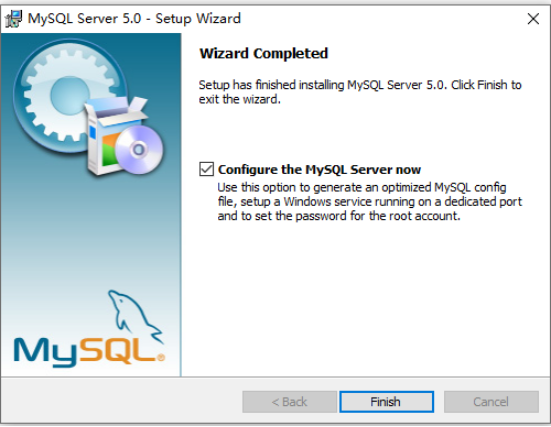 MySQL Server 5.0 - Setup Wizard
Wizard Completed
Setup has finished installing MySQL Server 5.0. Click Finish to
exit the wizard.
Configure the MySQL Server now
Use this option to generate an optimized MySQL config
file, setup a Windows service running on a dedicated port
and to set the password for the root account.
MySQL®
< Back
Finish
Cancel